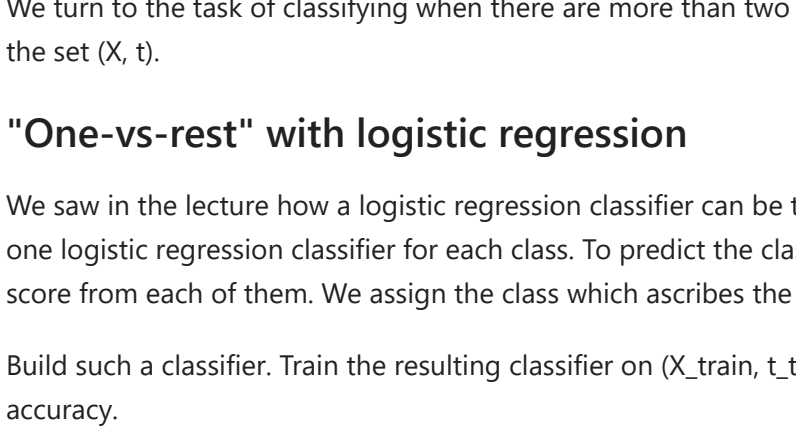 We turn to the task of classifying when there are more than two
the set (X, t).
"One-vs-rest" with logistic regression
We saw in the lecture how a logistic regression classifier can be
one logistic regression classifier for each class. To predict the
score from each of them. We assign the class which ascribes the
Build such a classifier. Train the resulting classifier on (X_train,
accuracy.